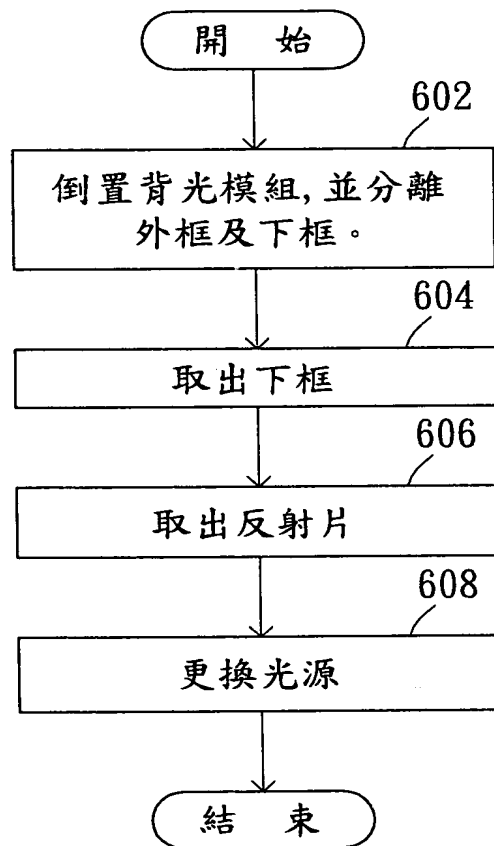 開 始
602
倒置背光模組,並分離
外框及下框。
604
取出下框
606
取出反射片
608
更換光源
結 束